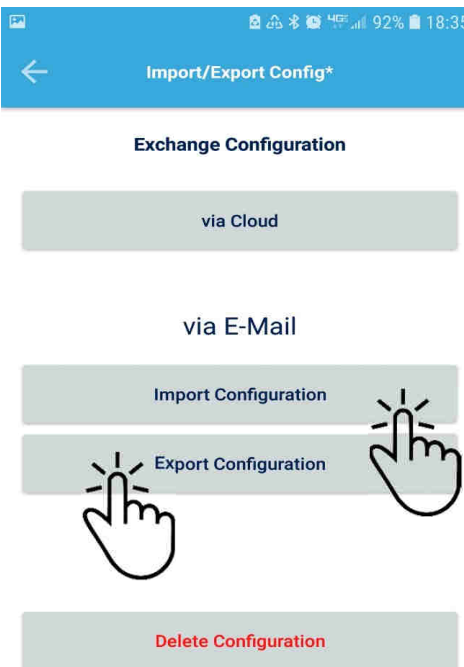 92% 18:35
Import/Export Config*
Exchange Configuration
via Cloud
via E-Mail
Import Configuration
Export Configuration
Delete Configuration